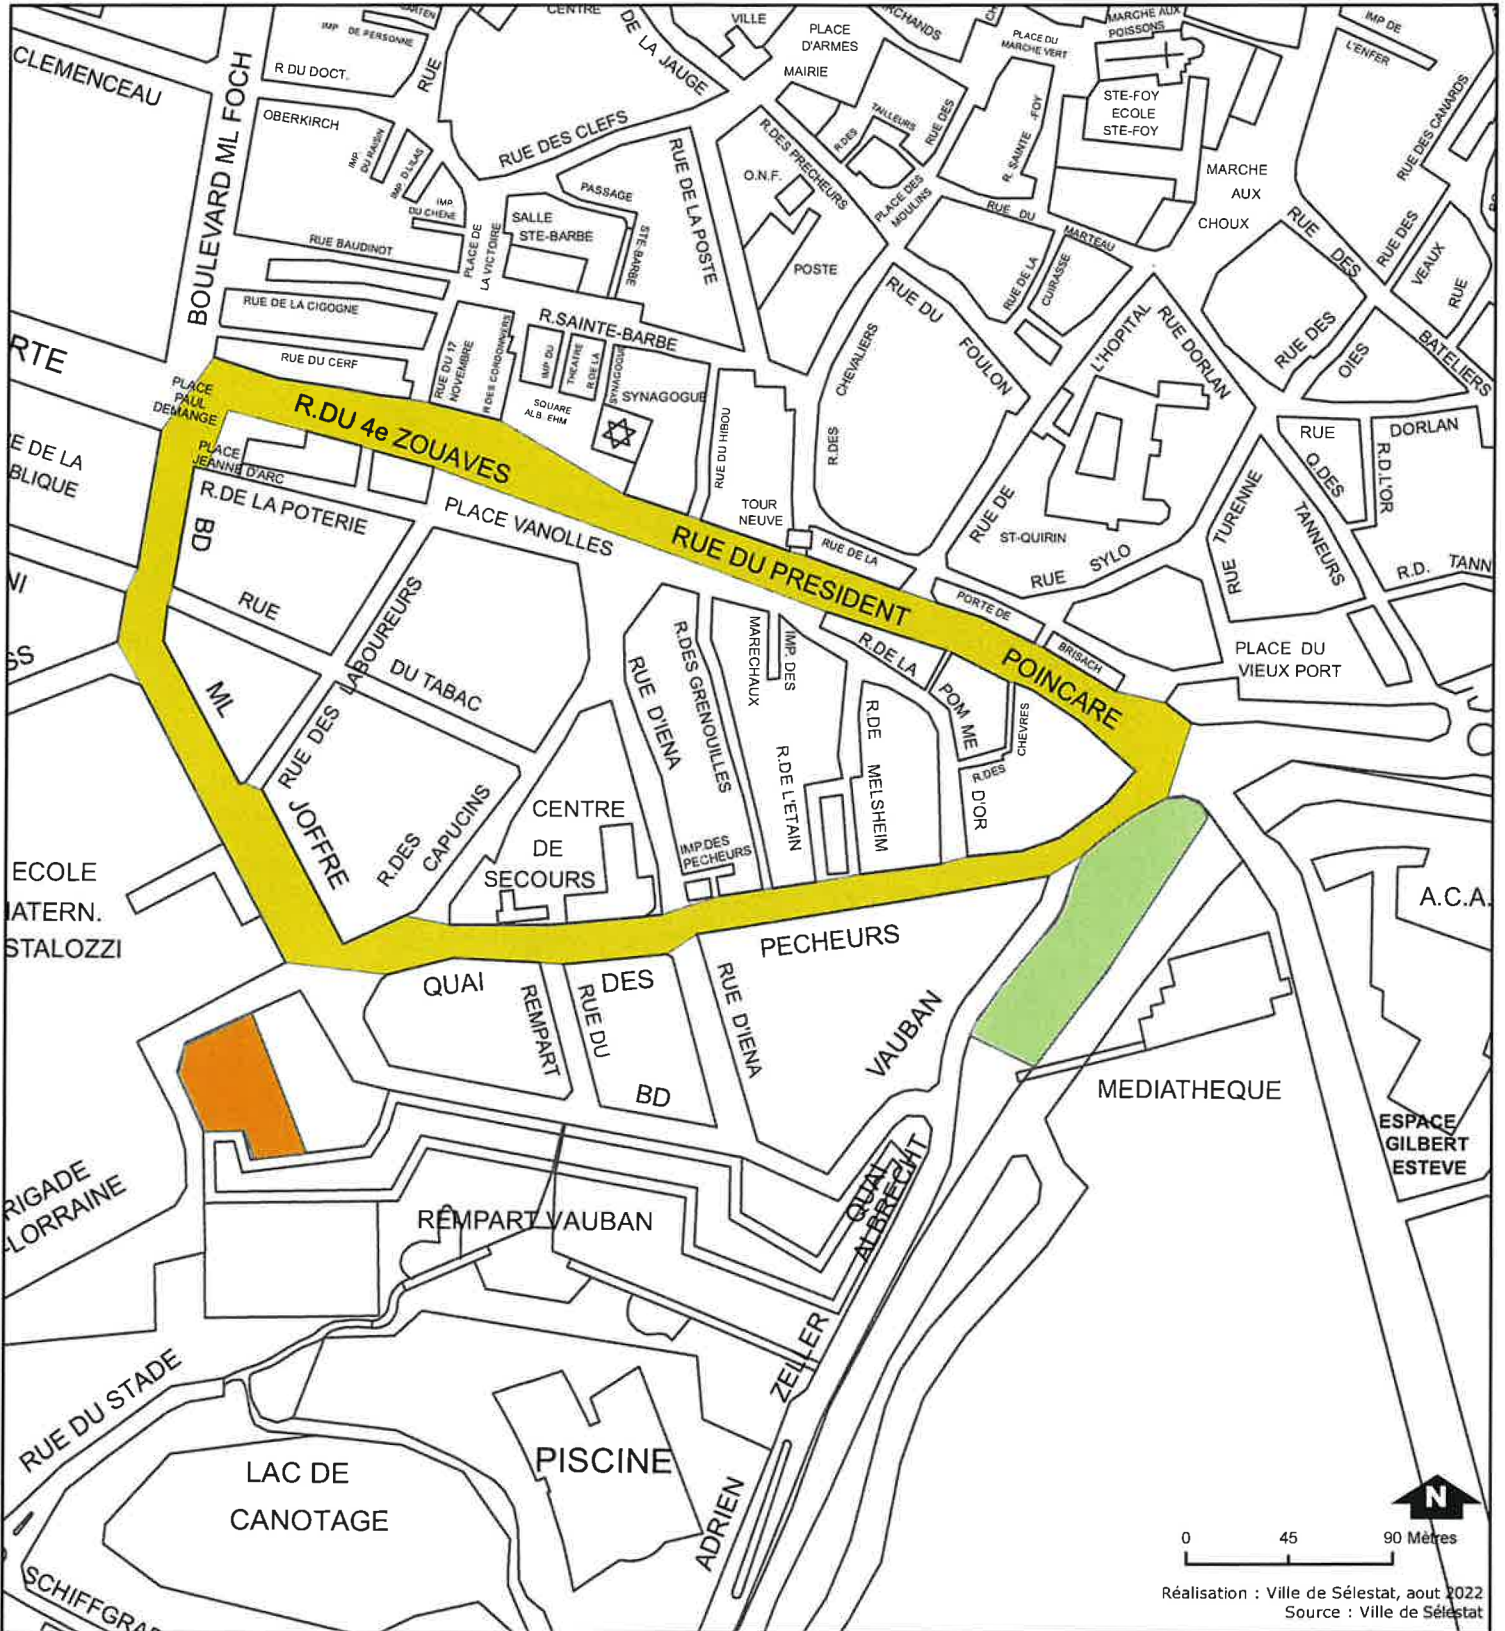 CLEMENCEAU
BOULEVARD ML FOCH
IMP DE PERSONNE
R DU DOCT.
OBERKIRCH
RUE
CENTRE
DE LA JAUGE
VILLE
PLACE
D'ARMES
MAIRIE
PLACE DU
MARCHE VERT
MARCHE AUX
POISSONS
IMP DE
L'ENFER
RUE DES CLEFS
IMP.
DU RAISIN
IMP. D LILAS
IMP.
DU CHENE
R.DES
TAILLEURS
RUE DES
R. SAINTE -FOY
STE-FOY
ECOLE
STE-FOY
RUE DES CANARDS
R.DES PRECHEURS
O.N.F.
PASSAGE
STE-BARBE
RUE DE LA POSTE
PLACE DES
MOULINS
MARCHE
AUX
CHOUX
SALLE
STE-BARBE
PLACE DE
LA VICTOIRE
RUE BAUDINOT
RUE DU
MARTEAU
RUE DES
OIES
RUE DES
VEAUX
RUE
POSTE
RUE DE LA
CUIRASSE
RUE DE LA CIGOGNE
R.SAINTE-BARBE
RUE DU
FOULON
L'HOPITAL
RUE DORLAN
RUE DES
BATELIERS
RUE DU CERF
RUE DU 17
NOVEMBRE
R.DES CORDONNIERS
IMP DU
THEATRE
R.DE LA
SYNAGOGUE
SYNAGOGUE
SQUARE
ALB. EHM
R.DES
CHEVALIERS
PLACE
PAUL
DEMANGE
R.DU 4e ZOUAVES
RUE DU HIBOU
RUE
Q.DES
TANNEURS
DORLAN
R.D.L'OR
PLACE
JEANNE D'ARC
R.DE LA POTERIE
PLACE VANOLLES
TOUR
NEUVE
RUE DE
ST-QUIRIN
RUE TURENNE
RUE SYLO
R.D. TANN
BD
ML
JOFFRE
RUE
DU TABAC
RUE DES
LABOUREURS
RUE DU PRESIDENT
POINCARE
RUE DE LA
PORTE DE
BRISACH
PLACE DU
VIEUX PORT
RUE D'IENA
R.DES GRENOUILLES
MARECHAUX
IMP. DES
R.DE LA
POM ME
D'OR
R.DES
CHEVRES
R.DE MELSHEIM
R.DE L'ETAIN
R.DES
CAPUCINS
CENTRE
DE
SECOURS
IMP.DES
PECHEURS
ECOLE
STALOZZI
A.C.A.
QUAI
DES
PECHEURS
REMPART
RUE DU
RUE D'IENA
BD
VAUBAN
MEDIATHEQUE
ESPACE
GILBERT
ESTEVE
QUAI
ALBRECHT
REMPART VAUBAN
RUE DU STADE
ADRIEN
ZELLER
PISCINE
LAC DE
CANOTAGE
N
0 45 90 Mètres
Réalisation : Ville de Sélestat, aout 2022
Source : Ville de Sélestat